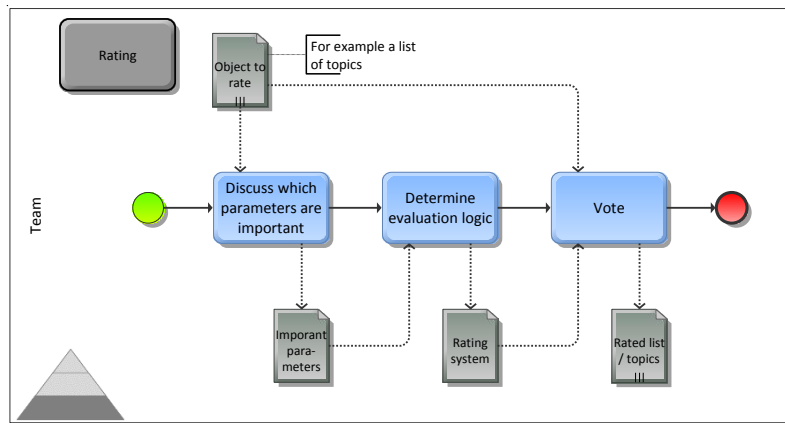 Rating
Object to
rate
For example a list
of topics
Team
Discuss which
parameters are
important
Determine
evaluation logic
Vote
Imporant
para-
meters
Rating
system
Rated list
/ topics